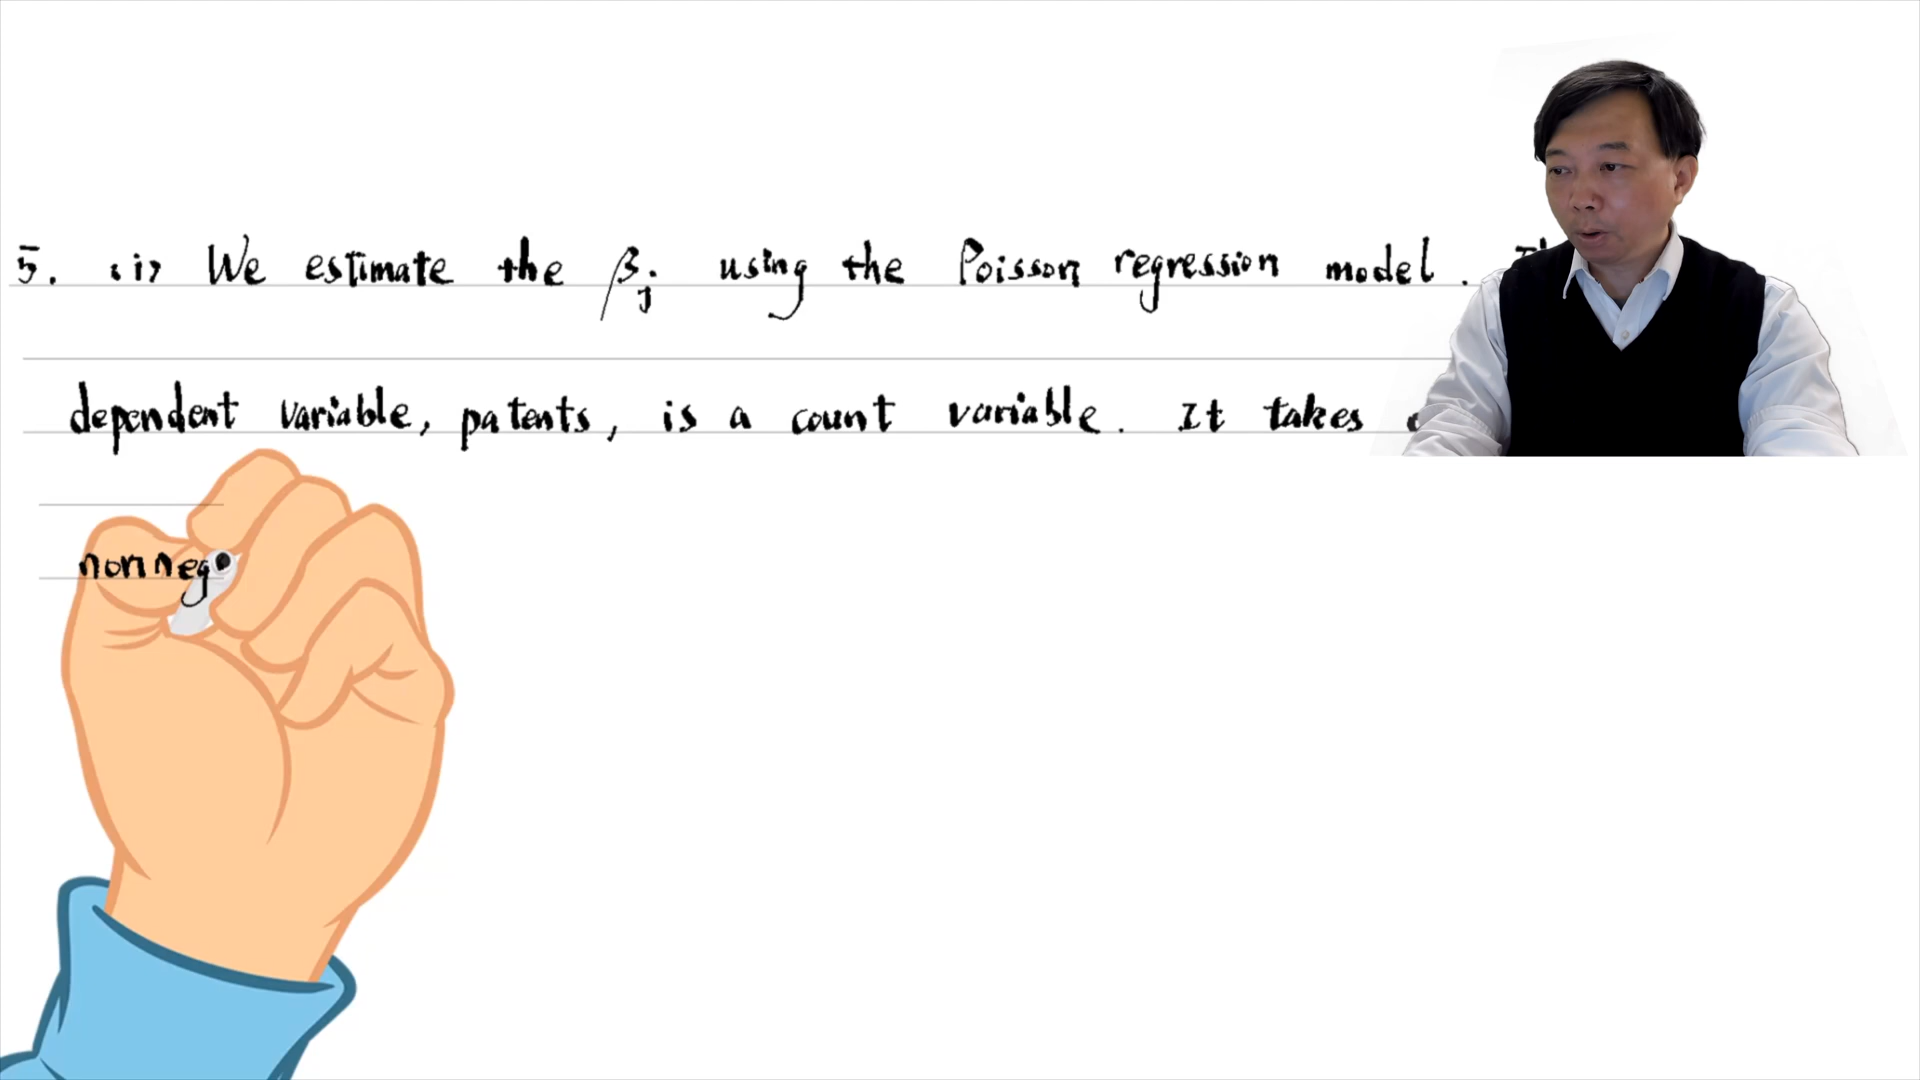 5. (i) We estimate the βj using the Poisson regression model.
dependent variable, patents, is a count variable. It takes
nonneg